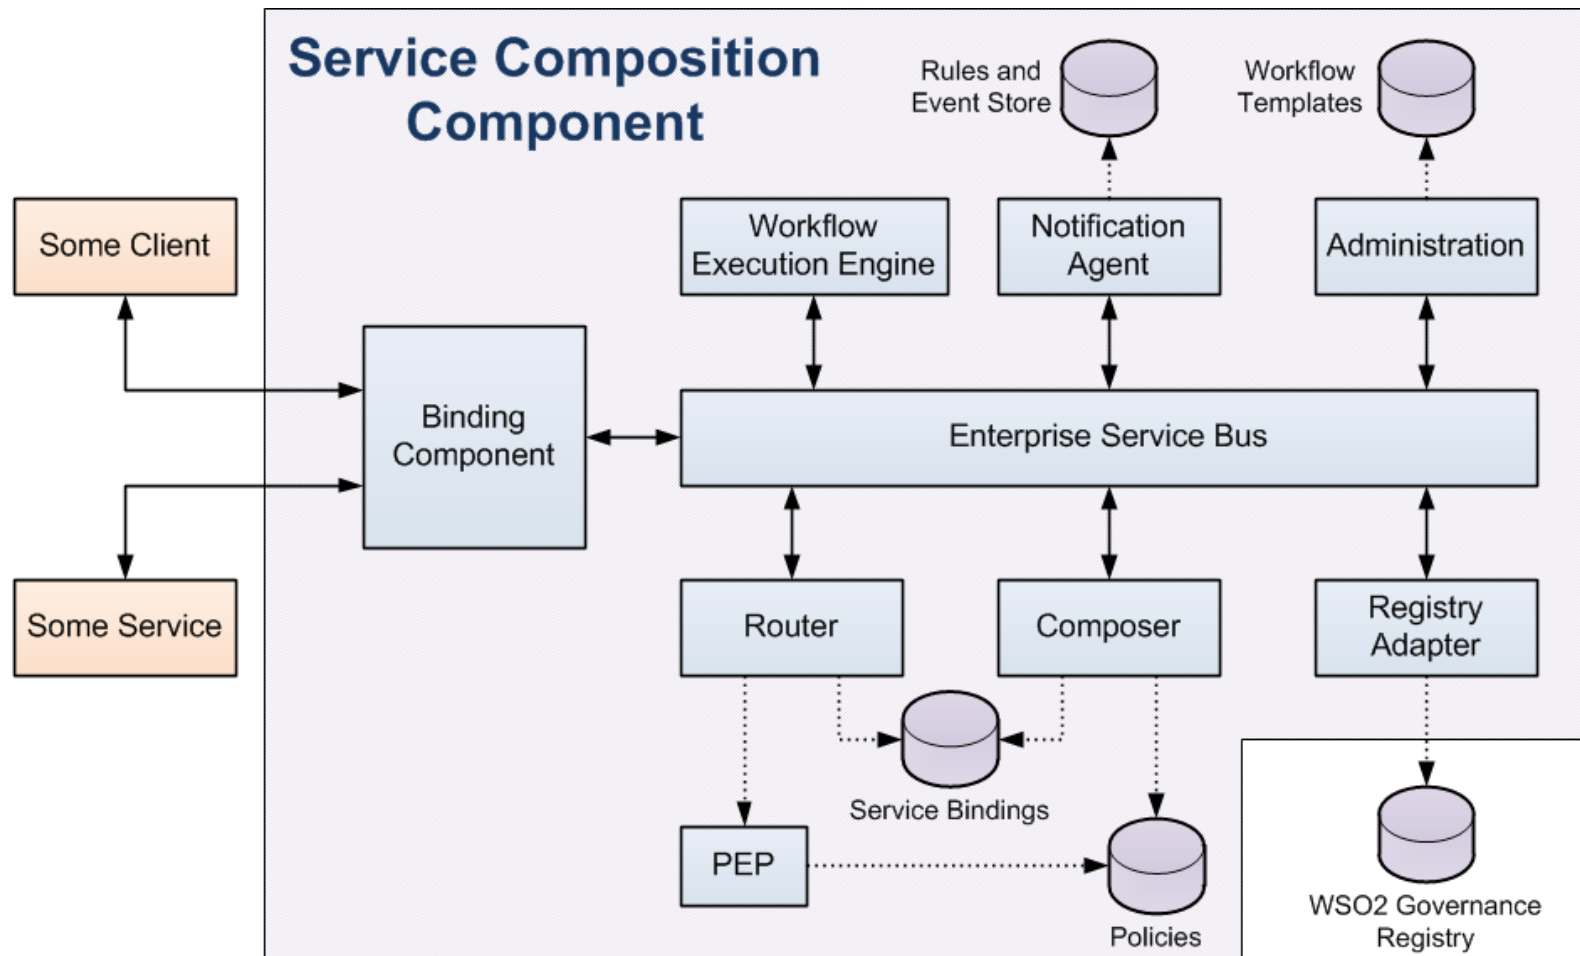 Service Composition
Component
Rules and
Event Store
Workflow
Templates
Some Client
Workflow
Execution Engine
Notification
Agent
Administration
Binding
Component
Enterprise Service Bus
Some Service
Router
Composer
Registry
Adapter
Service Bindings
PEP
Policies
WSO2 Governance
Registry